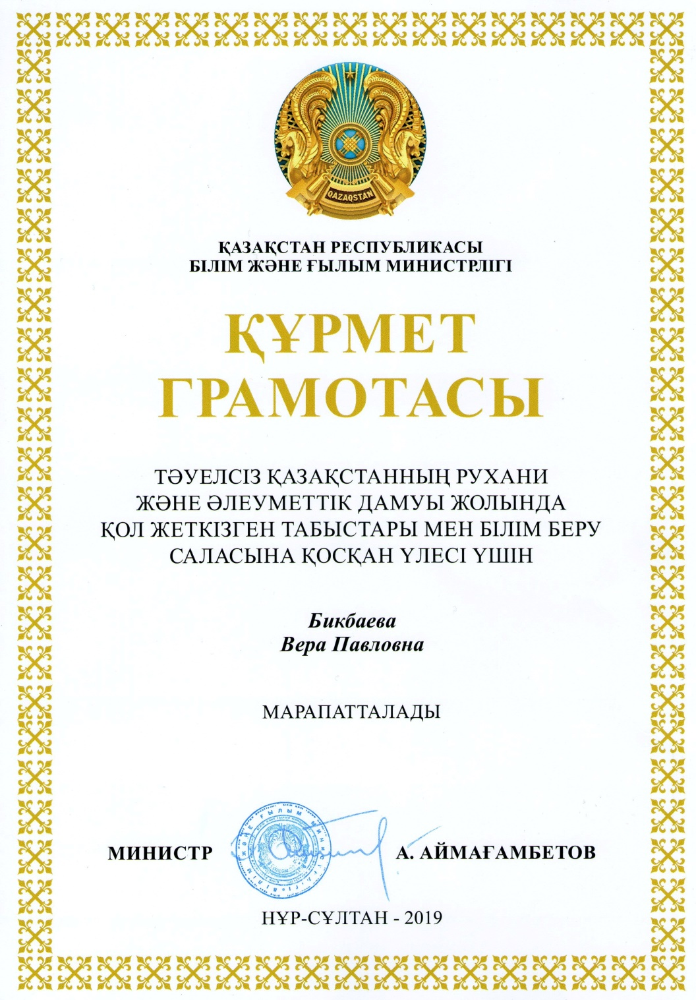 QAZAQSTAN
ҚАЗАҚСТАН РЕСПУБЛИКАСЫ
БІЛІМ ЖӘНЕ ҒЫЛЫМ МИНИСТРЛІГІ
ҚҰРМЕТ
ГРАМОТАСЫ
ТӘУЕЛСІЗ ҚАЗАҚСТАННЫҢ РУХАНИ
ЖӘНЕ ӘЛЕУМЕТТІК ДАМУЫ ЖОЛЫНДА
ҚОЛ ЖЕТКІЗГЕН ТАБЫСТАРЫ МЕН БІЛІМ БЕРУ
САЛАСЫНА ҚОСҚАН ҮЛЕСІ ҮШІН
Бикбаева
Вера Павловна
МАРАПАТТАЛАДЫ
МИНИСТР А. АЙМАҒАМБЕТОВ
НҰР-СҰЛТАН - 2019